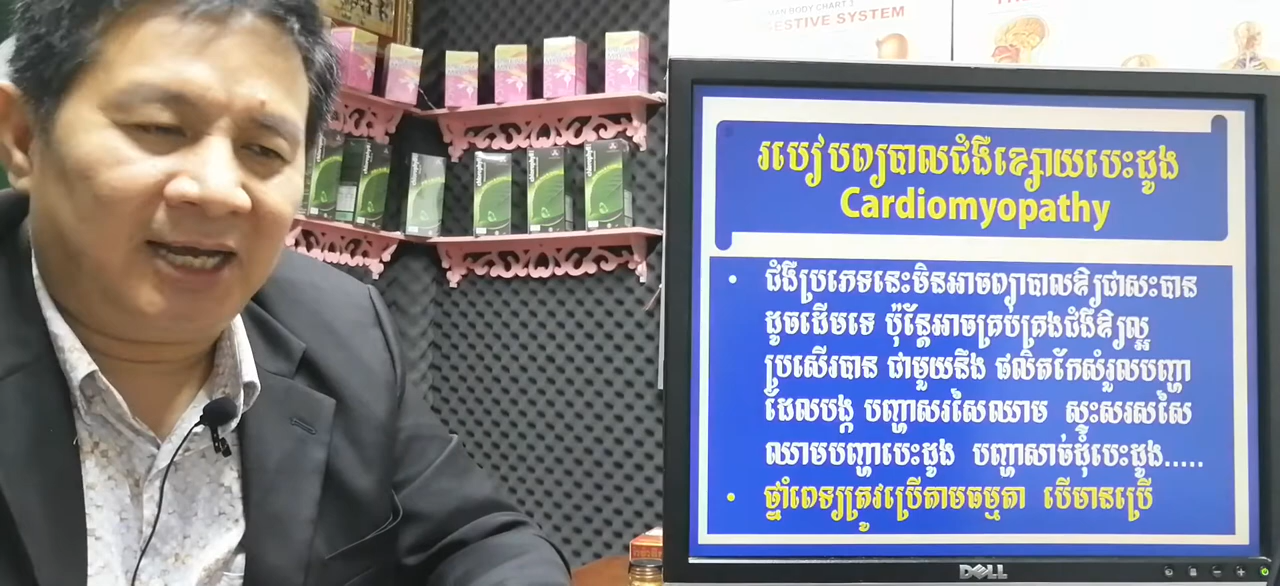 MAN BODY CHART 3
ESTIVE SYSTEM
របៀបព្យបាលជំងឺខ្សោយបេះដូង
Cardiomyopathy
• ជំងឺប្រភេទនេះមិនអាចព្យាបាលឱ្យជាសះបាន
ដូចដើមទេ ប៉ុន្តែអាចគ្រប់គ្រងជំងឺឱ្យល្អ
ប្រសើរបាន ជាមួយនឹង ផលិតកែសំរួលបញ្ហា
ដែលបង្ក បញ្ហាសរសៃឈាម ស្ទះសរសសៃ
ឈាមបញ្ហាបេះដូង បញ្ហាសាច់ដុំបេះដូង.....
• ថ្នាំពេទ្យត្រូវប្រើតាមធម្មតា បើមានប្រើ
DELL